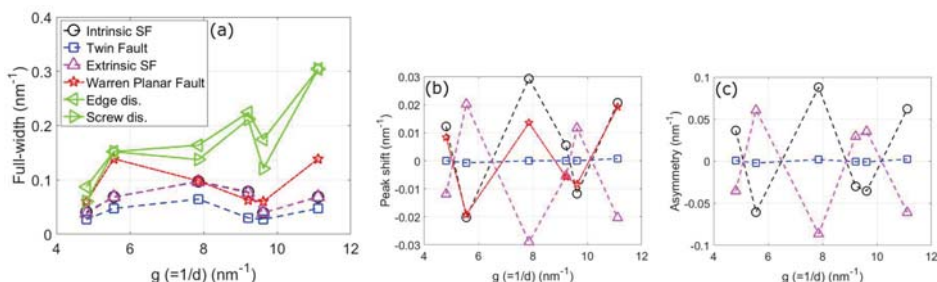 (a)
Full-width (nm-1)
0.4
0.3
0.2
0.1
0
Intrinsic SF
Twin Fault
Extrinsic SF
Warren Planar Fault
Edge dis.
Screw dis.
4 6 8 10 12
g (=1/d) (nm-1)
(b)
Peak shift (nm-1)
0.03
0.02
0.01
0
-0.01
-0.02
-0.03
4 6 8 10 12
g (=1/d) (nm-1)
(c)
Asymmetry (nm-1)
0.1
0.05
0
-0.05
-0.1
4 6 8 10 12
g (=1/d) (nm-1)